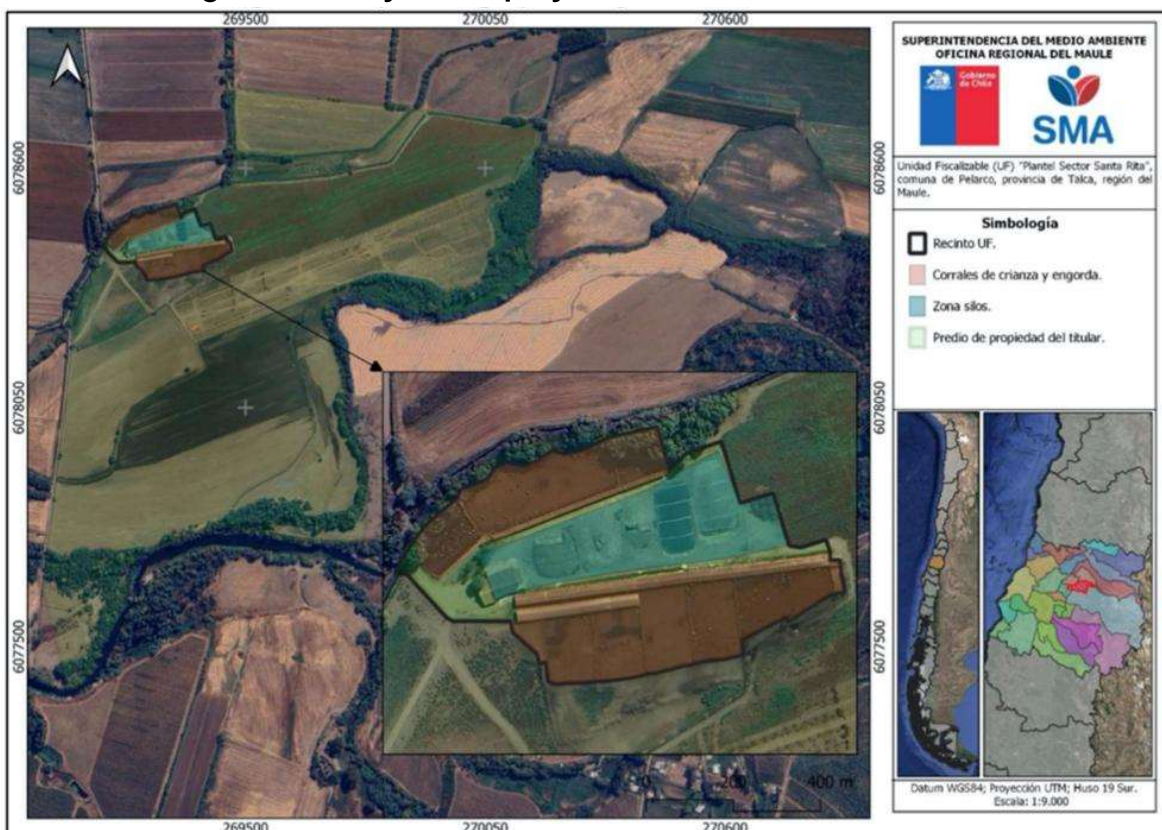 269500 270050 270600
6078600
6078050
6077500
6078600
6078050
6077500
0 200 400 m
269500 270050 270600
SUPERINTENDENCIA DEL MEDIO AMBIENTE
OFICINA REGIONAL DEL MAULE
Gobierno
de Chile
SMA
Unidad Fiscalizable (UF) "Plantel Sector Santa Rita",
comuna de Pelarco, provincia de Talca, región del
Maule.
Simbología
Recinto UF.
Corrales de crianza y engorda.
Zona silos.
Predio de propiedad del titular.
Datum WGS84; Proyección UTM; Huso 19 Sur.
Escala: 1:9.000